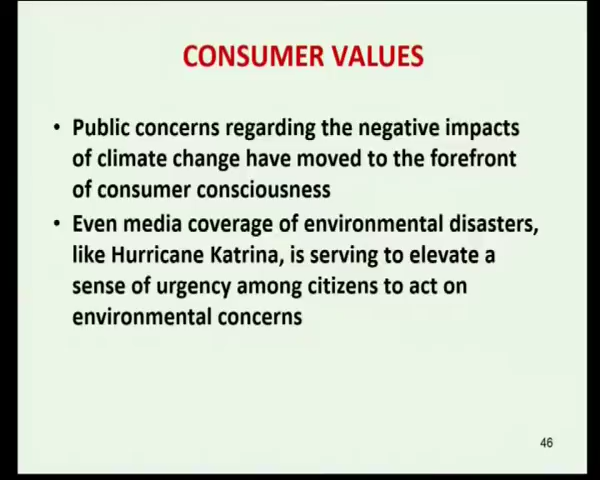 CONSUMER VALUES
• Public concerns regarding the negative impacts
of climate change have moved to the forefront
of consumer consciousness
• Even media coverage of environmental disasters,
like Hurricane Katrina, is serving to elevate a
sense of urgency among citizens to act on
environmental concerns
46